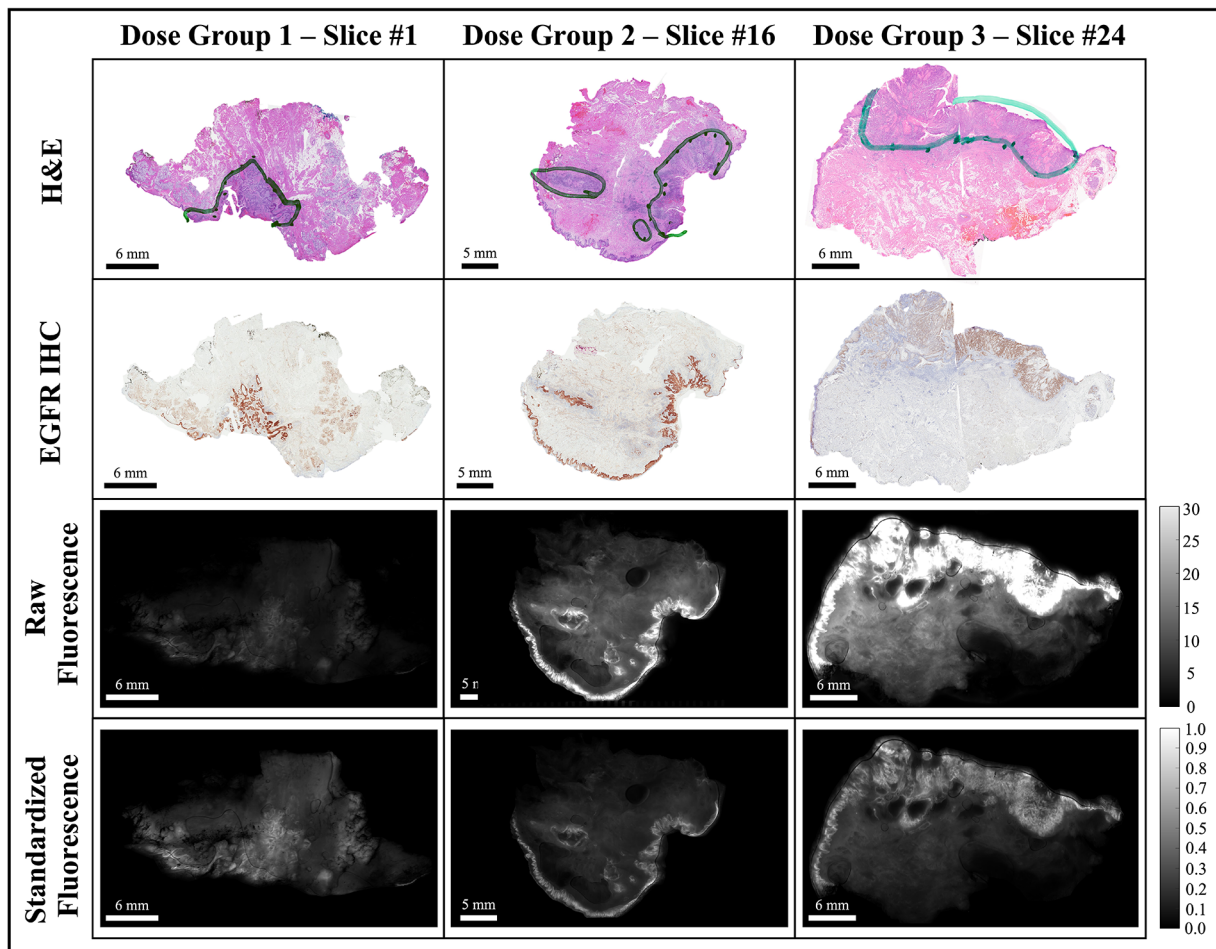 Dose Group 1 – Slice #1
Dose Group 2 – Slice #16
Dose Group 3 – Slice #24
H&E
6 mm
5 mm
6 mm
EGFR IHC
6 mm
5 mm
6 mm
Raw
Fluorescence
6 mm
5 n
6 mm
30
25
20
15
10
5
0
Standardized
Fluorescence
6 mm
5 mm
6 mm
1.0
0.9
0.8
0.7
0.6
0.5
0.4
0.3
0.2
0.1
0.0